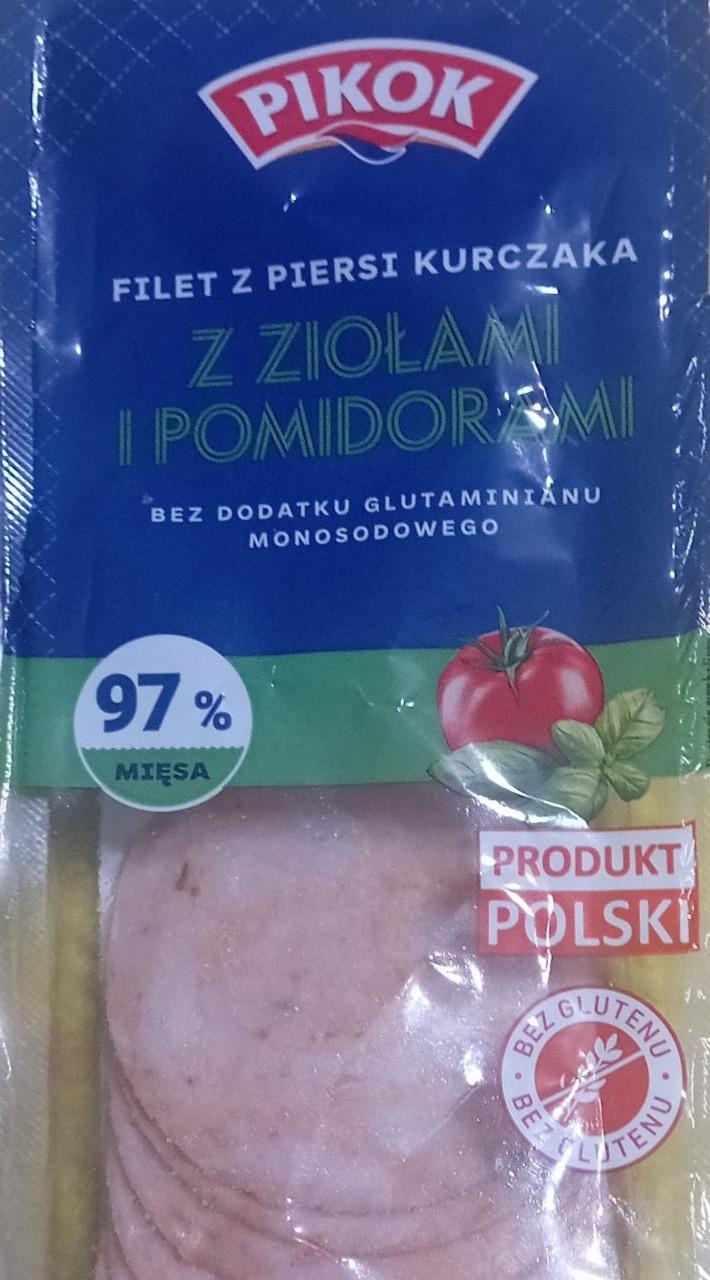 PIKOK
FILET Z PIERSI KURCZAKA
Z ZIOŁAMI
I POMIDORAMI
BEZ DODATKU GLUTAMINIANU
MONOSODOWEGO
97 %
MIĘSA
PRODUKT
POLSKI
BEZ GLUTENU
BEZ GLUTENU